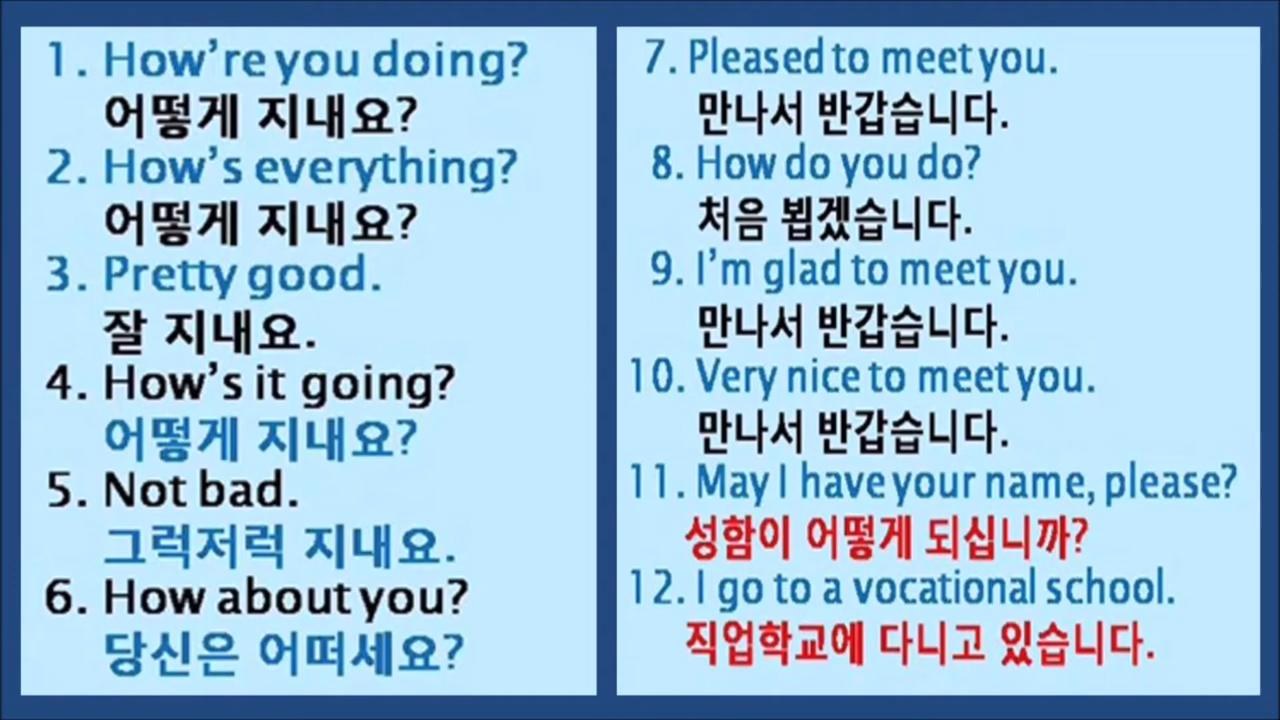 1. How’re you doing?
어떻게 지내요?
2. How’s everything?
어떻게 지내요?
3. Pretty good.
잘 지내요.
4. How’s it going?
어떻게 지내요?
5. Not bad.
그럭저럭 지내요.
6. How about you?
당신은 어떠세요?
7. Pleased to meet you.
만나서 반갑습니다.
8. How do you do?
처음 뵙겠습니다.
9. I’m glad to meet you.
만나서 반갑습니다.
10. Very nice to meet you.
만나서 반갑습니다.
11. May I have your name, please?
성함이 어떻게 되십니까?
12. I go to a vocational school.
직업학교에 다니고 있습니다.